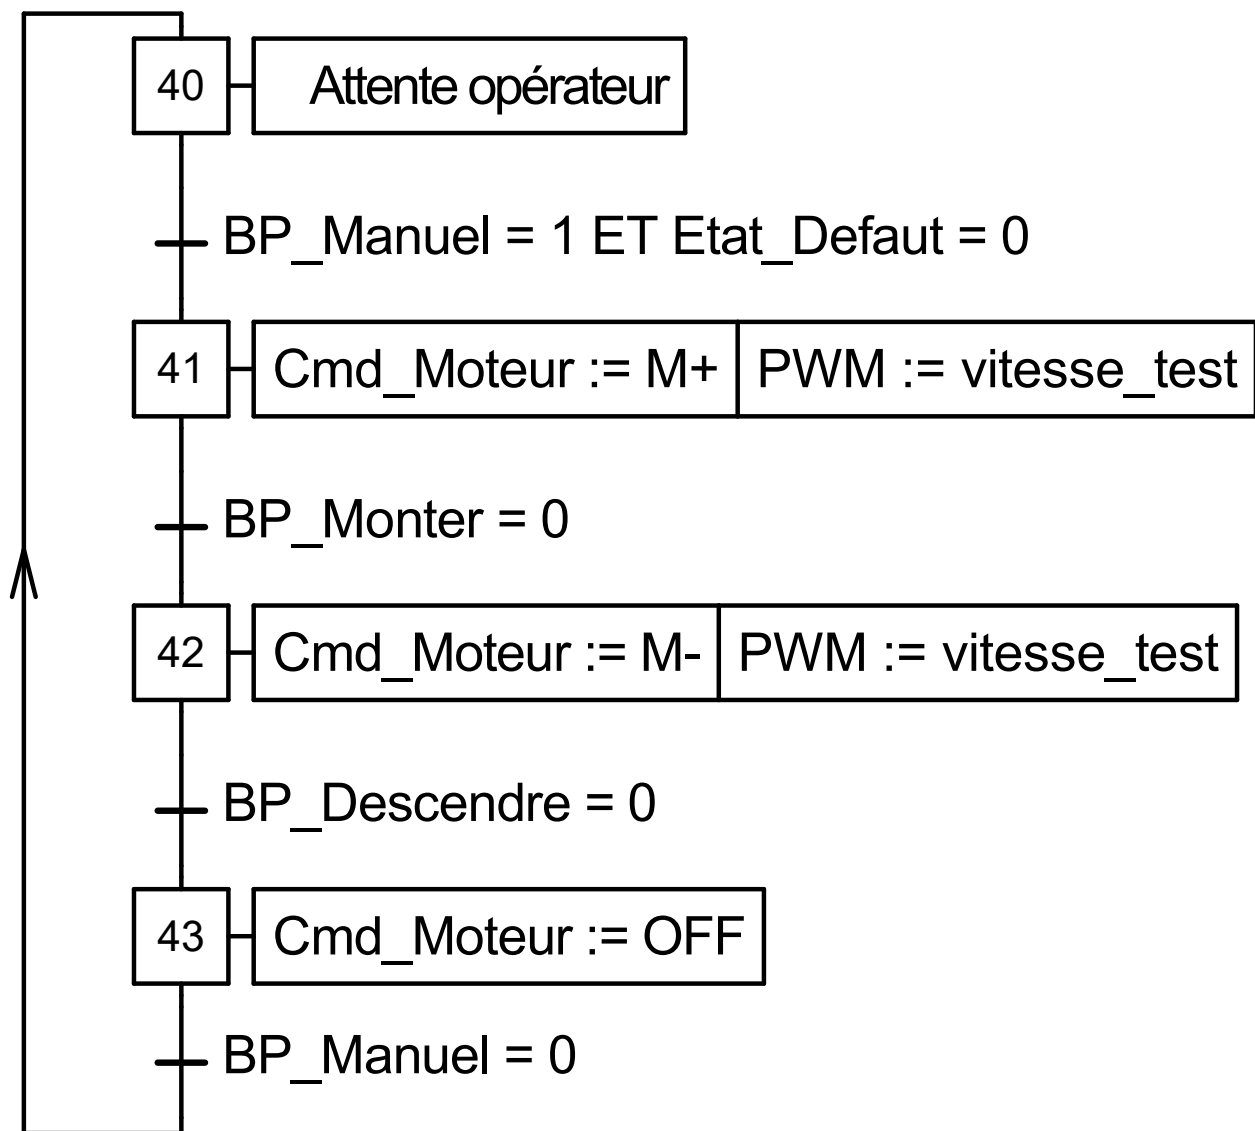 40 Attente opérateur
BP_Manuel = 1 ET Etat_Defaut = 0
41 Cmd_Moteur := M+ PWM := vitesse_test
BP_Monter = 0
42 Cmd_Moteur := M- PWM := vitesse_test
BP_Descendre = 0
43 Cmd_Moteur := OFF
BP_Manuel = 0